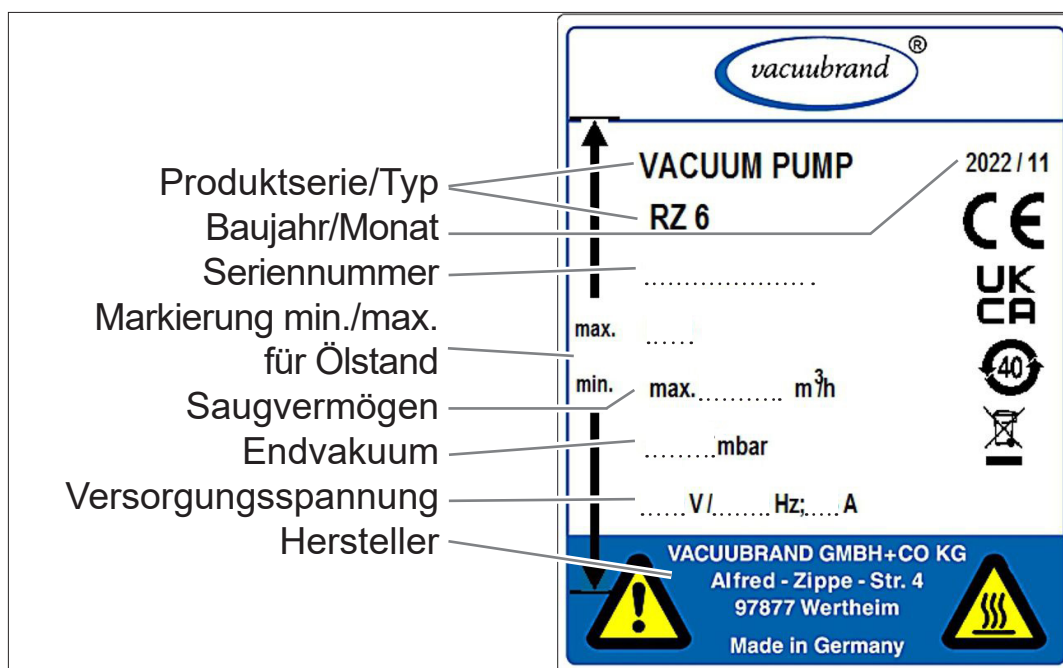 vacuubrand ®
Produktserie/Typ
Baujahr/Monat
Seriennummer
Markierung min./max.
für Ölstand
Saugvermögen
Endvakuum
Versorgungsspannung
Hersteller
VACUUM PUMP
2022 / 11
RZ 6
CE
UK
CA
40
....................
max. ......
min. max........... m³/h
.........mbar
.....V /....... Hz;.....A
VACUUBRAND GMBH+CO KG
Alfred - Zippe - Str. 4
97877 Wertheim
Made in Germany